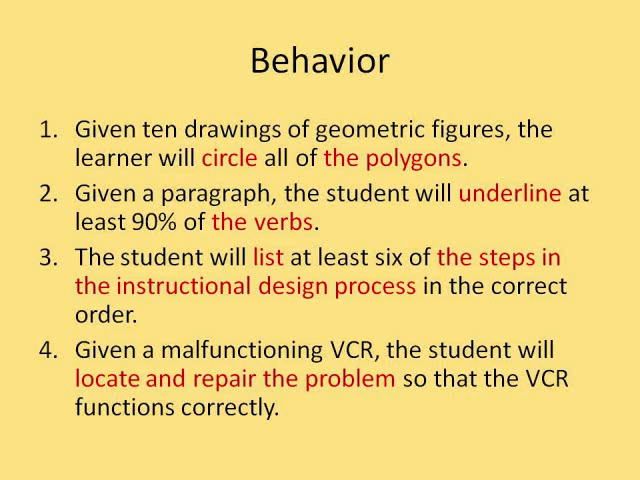 Behavior
1. Given ten drawings of geometric figures, the
learner will circle all of the polygons.
2. Given a paragraph, the student will underline at
least 90% of the verbs.
3. The student will list at least six of the steps in
the instructional design process in the correct
order.
4. Given a malfunctioning VCR, the student will
locate and repair the problem so that the VCR
functions correctly.